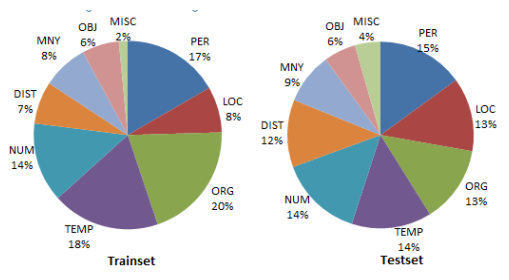 MISC
2%
OBJ
6%
MNY
8%
DIST
7%
NUM
14%
TEMP
18%
ORG
20%
LOC
8%
PER
17%
Trainset
MISC
4%
OBJ
6%
MNY
9%
DIST
12%
NUM
14%
TEMP
14%
ORG
13%
LOC
13%
PER
15%
Testset